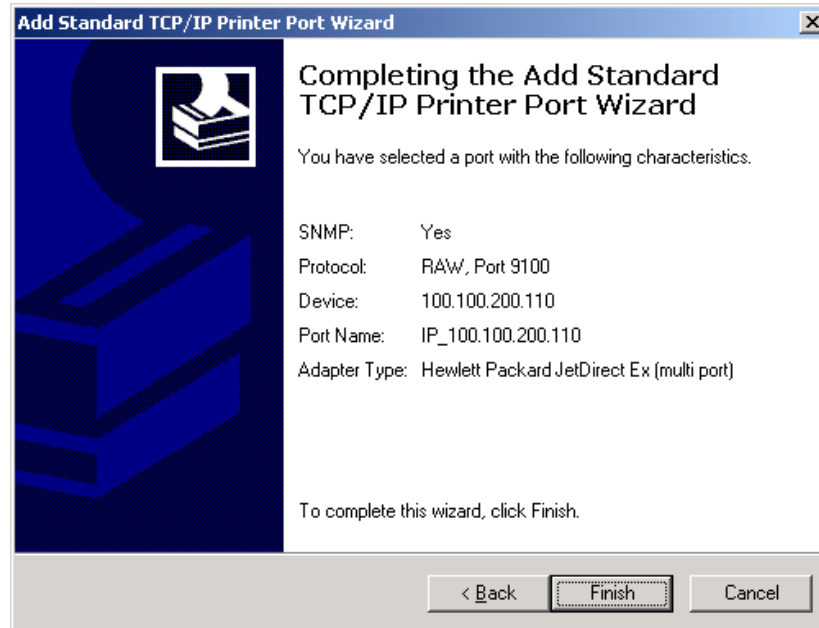 Add Standard TCP/IP Printer Port Wizard
Completing the Add Standard
TCP/IP Printer Port Wizard
You have selected a port with the following characteristics.
SNMP: Yes
Protocol: RAW, Port 9100
Device: 100.100.200.110
Port Name: IP_100.100.200.110
Adapter Type: Hewlett Packard JetDirect Ex (multi port)
To complete this wizard, click Finish.
< Back Finish Cancel